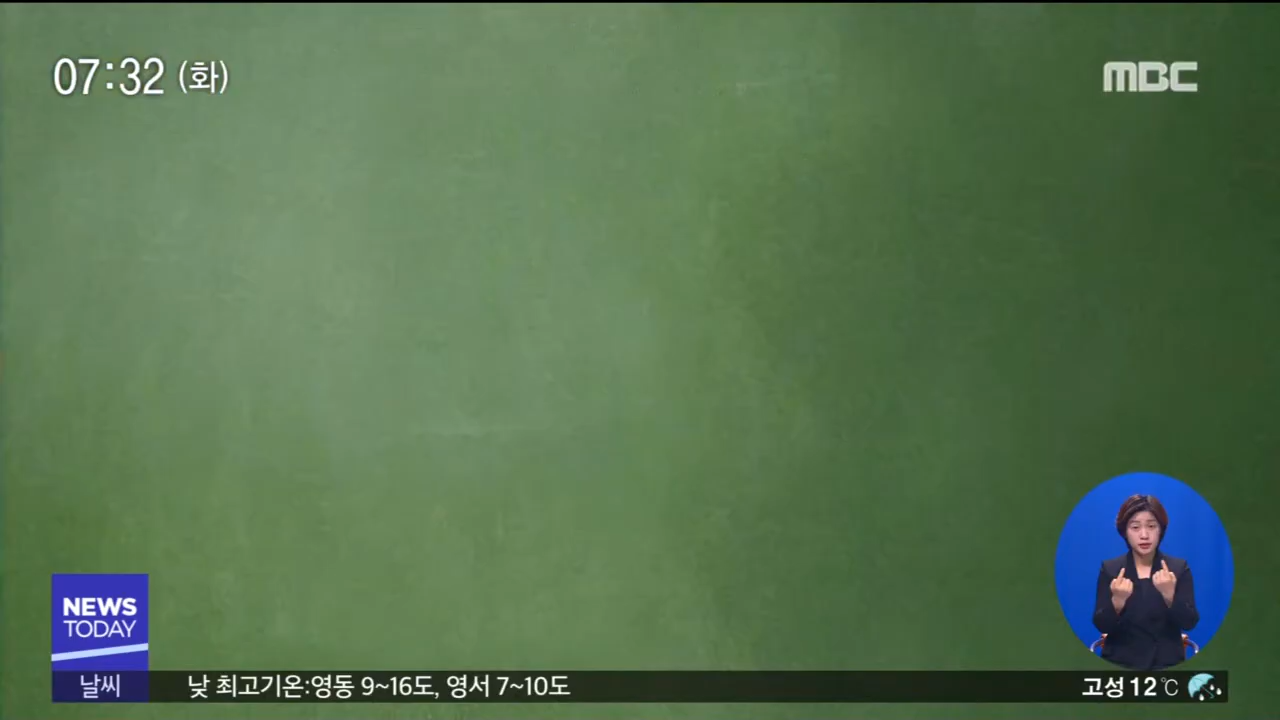 07:32 (화)
MBC
NEWS
TODAY
날씨
낮 최고기온:영동 9~16도, 영서 7~10도
고성 12℃